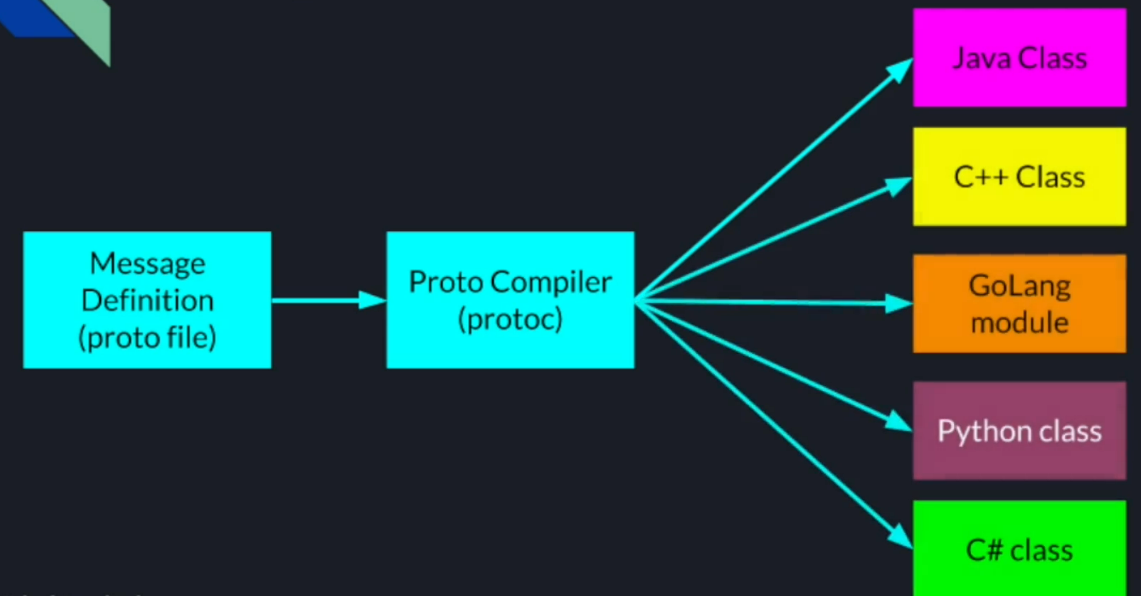 Message
Definition
(proto file)
Proto Compiler
(protoc)
Java Class
C++ Class
GoLang
module
Python class
C# class